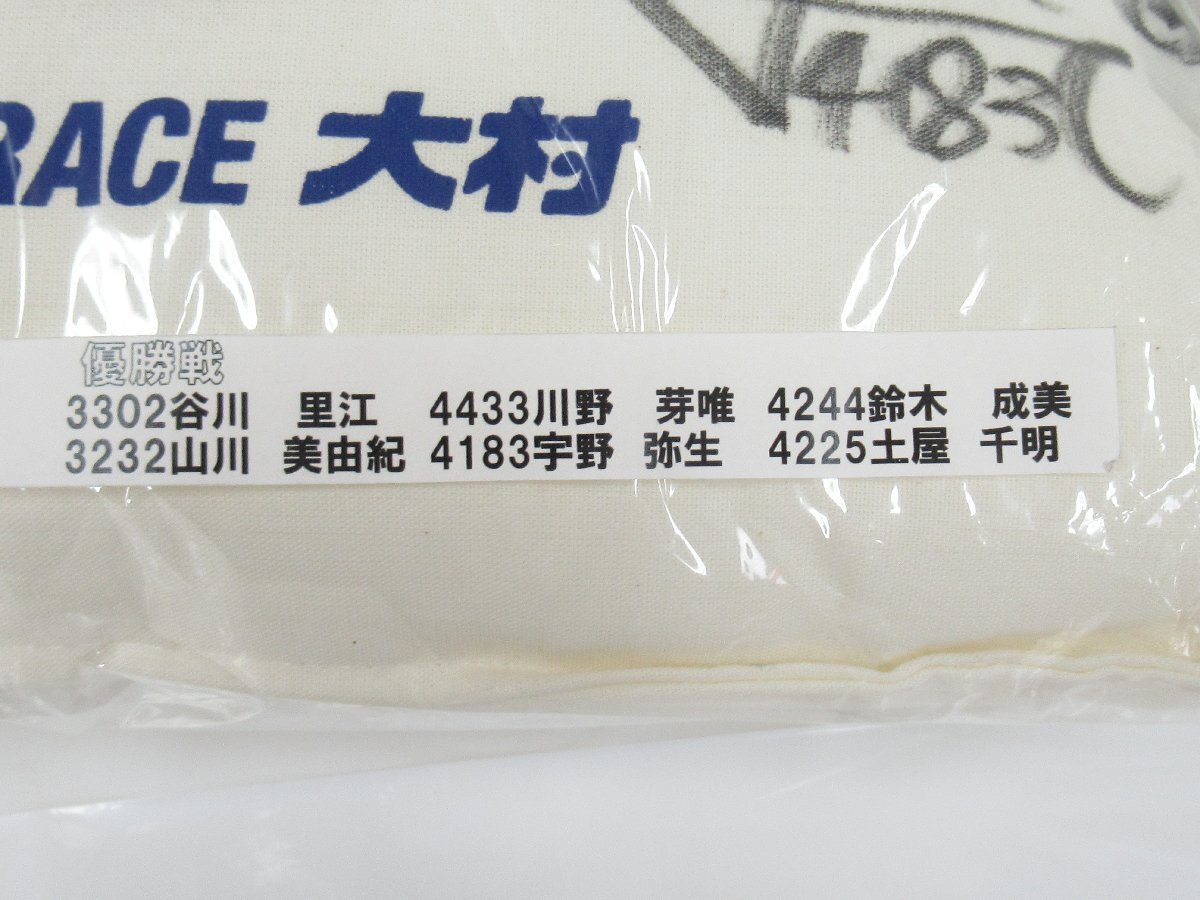 483
RACE 大村
優勝戦
3302谷川 里江 4433川野 芽唯 4244鈴木 成美
3232山川 美由紀 4183宇野 弥生 4225土屋 千明